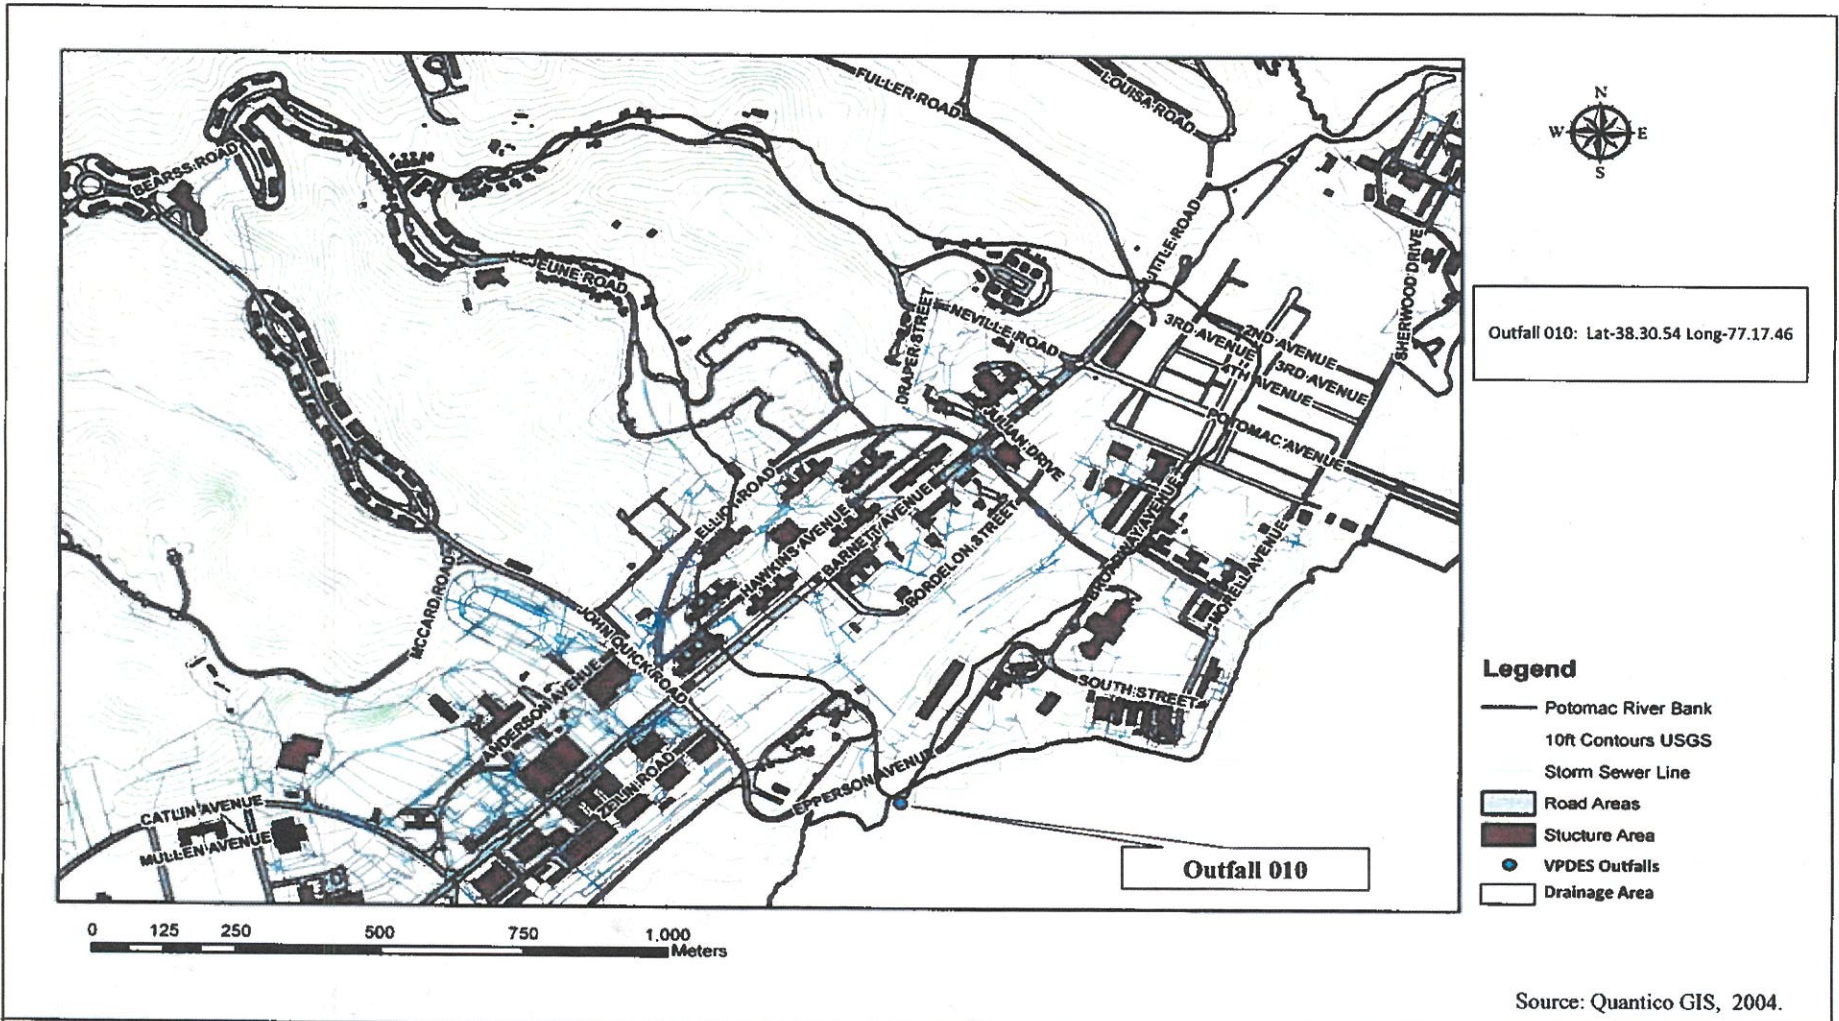 FULLER ROAD
LOUISA ROAD
N
W
E
S
BEARSS ROAD
LEJEUNE ROAD
LITTLE ROAD
SHERWOOD DRIVE
DRAPER STREET
NEVILLE ROAD
3RD AVENUE
2ND AVENUE
3RD AVENUE
4TH AVENUE
POTOMAC AVENUE
Outfall 010: Lat-38.30.54 Long-77.17.46
JULIAN DRIVE
ELLIOT ROAD
HAWKINS AVENUE
BARNETT AVENUE
BORDELON STREET
BROADWAY AVENUE
MORELL AVENUE
MCCARD ROAD
JOHN QUICK ROAD
ANDERSON AVENUE
SOUTH STREET
ZEILIN ROAD
EPPERSON AVENUE
CATLIN AVENUE
MULLEN AVENUE
Outfall 010
Legend
Potomac River Bank
10ft Contours USGS
Storm Sewer Line
Road Areas
Stucture Area
VPDES Outfalls
Drainage Area
0 125 250 500 750 1,000
Meters
Source: Quantico GIS, 2004.